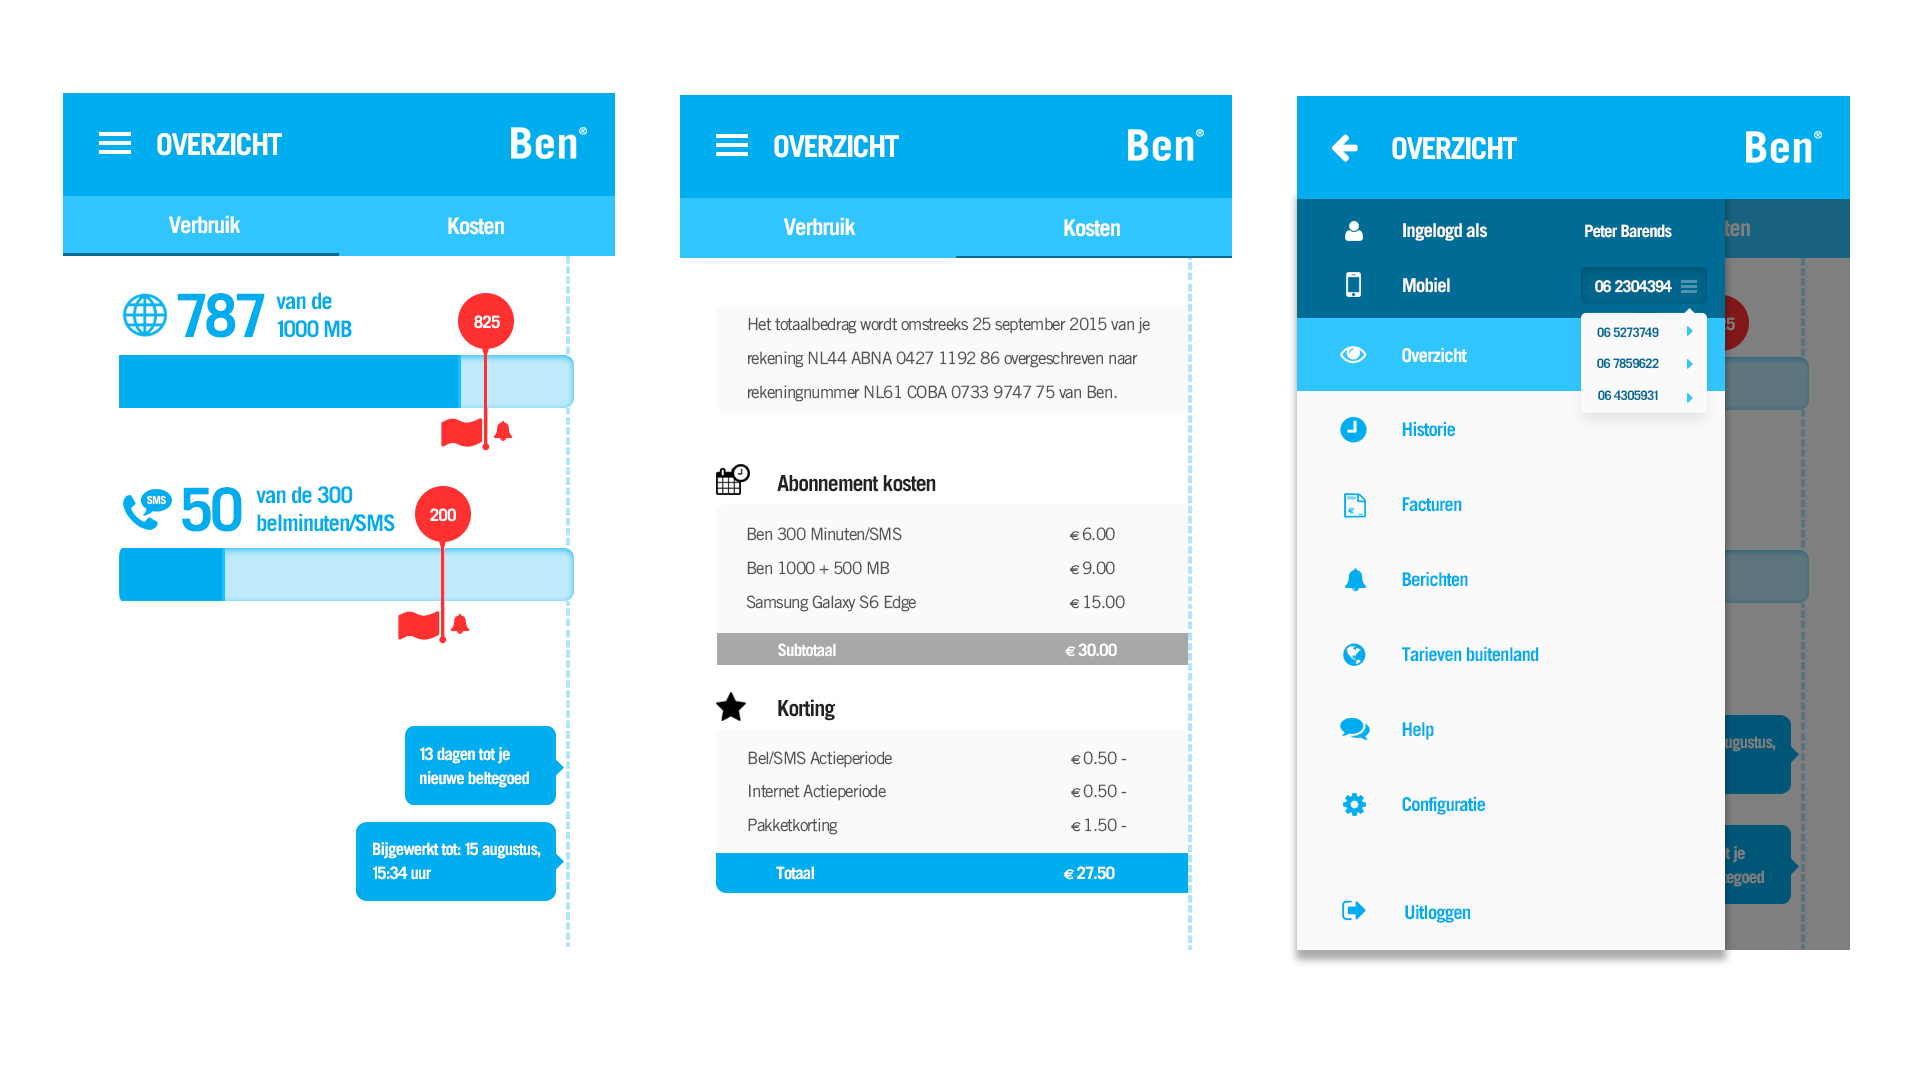 OVERZICHT
Ben®
Verbruik
Kosten
787 van de
1000 MB
825
SMS
50 van de 300
belminuten/SMS
200
13 dagen tot je
nieuwe beltegoed
Bijgewerkt tot: 15 augustus,
15:34 uur
OVERZICHT
Ben®
Verbruik
Kosten
Het totaalbedrag wordt omstreeks 25 september 2015 van je
rekening NL44 ABNA 0427 1192 86 overgeschreven naar
rekeningnummer NL61 COBA 0733 9747 75 van Ben.
Abonnement kosten
Ben 300 Minuten/SMS € 6.00
Ben 1000 + 500 MB € 9.00
Samsung Galaxy S6 Edge € 15.00
Subtotaal € 30.00
Korting
Bel/SMS Actieperiode € 0.50 -
Internet Actieperiode € 0.50 -
Pakketkorting € 1.50 -
Totaal € 27.50
OVERZICHT
Ben®
Ingelogd als Peter Barends
ten
Mobiel 06 2304394
06 5273749
06 7859622
06 4305931
5
Overzicht
Historie
Facturen
Berichten
Tarieven buitenland
Help
Configuratie
Uitloggen
ugustus,
t je
tegoed